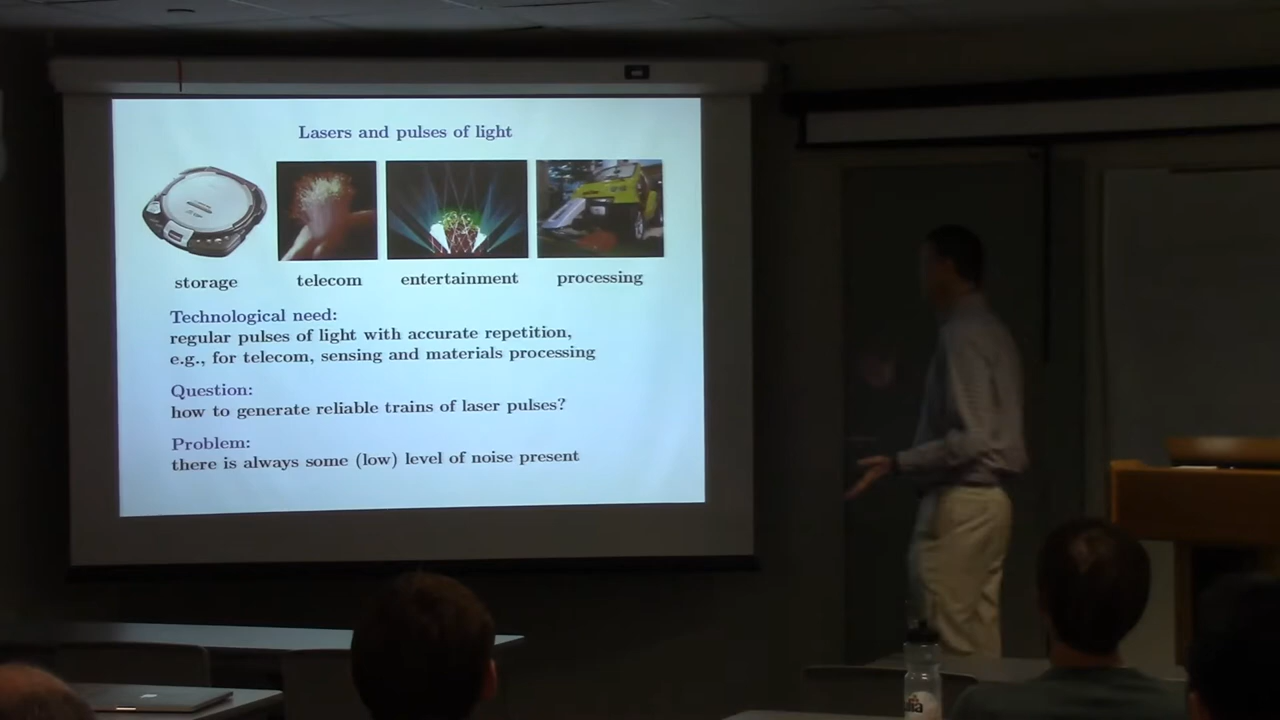 Lasers and pulses of light
storage
telecom
entertainment
processing
Technological need:
regular pulses of light with accurate repetition,
e.g., for telecom, sensing and materials processing
Question:
how to generate reliable trains of laser pulses?
Problem:
there is always some (low) level of noise present